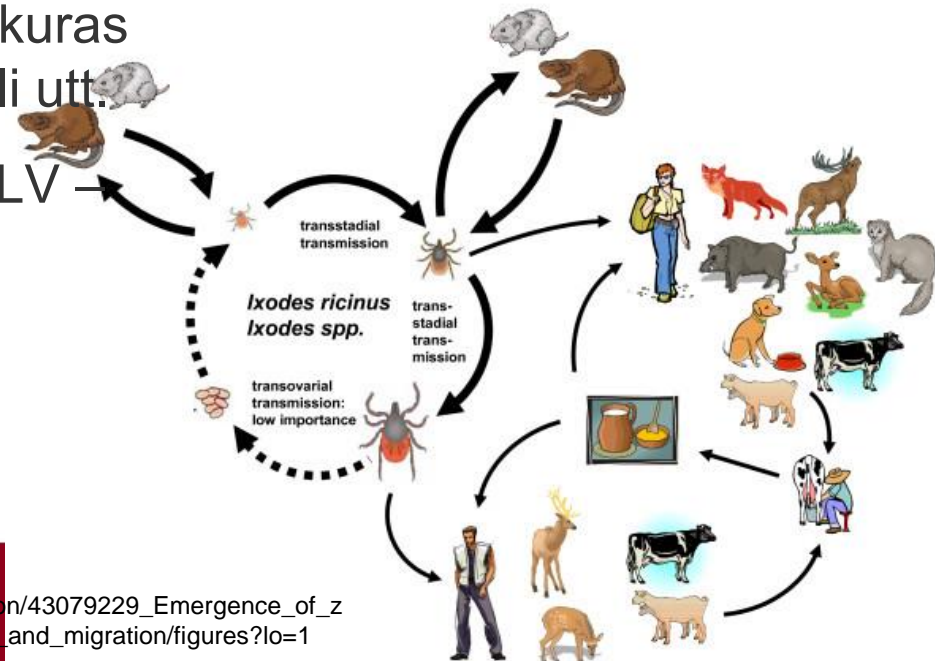 kuras
li utt.
LV –
transstadial
transmission
Ixodes ricinus
Ixodes spp.
trans-
stadial
trans-
mission
transovarial
transmission:
low importance
on/43079229_Emergence_of_z
_and_migration/figures?lo=1